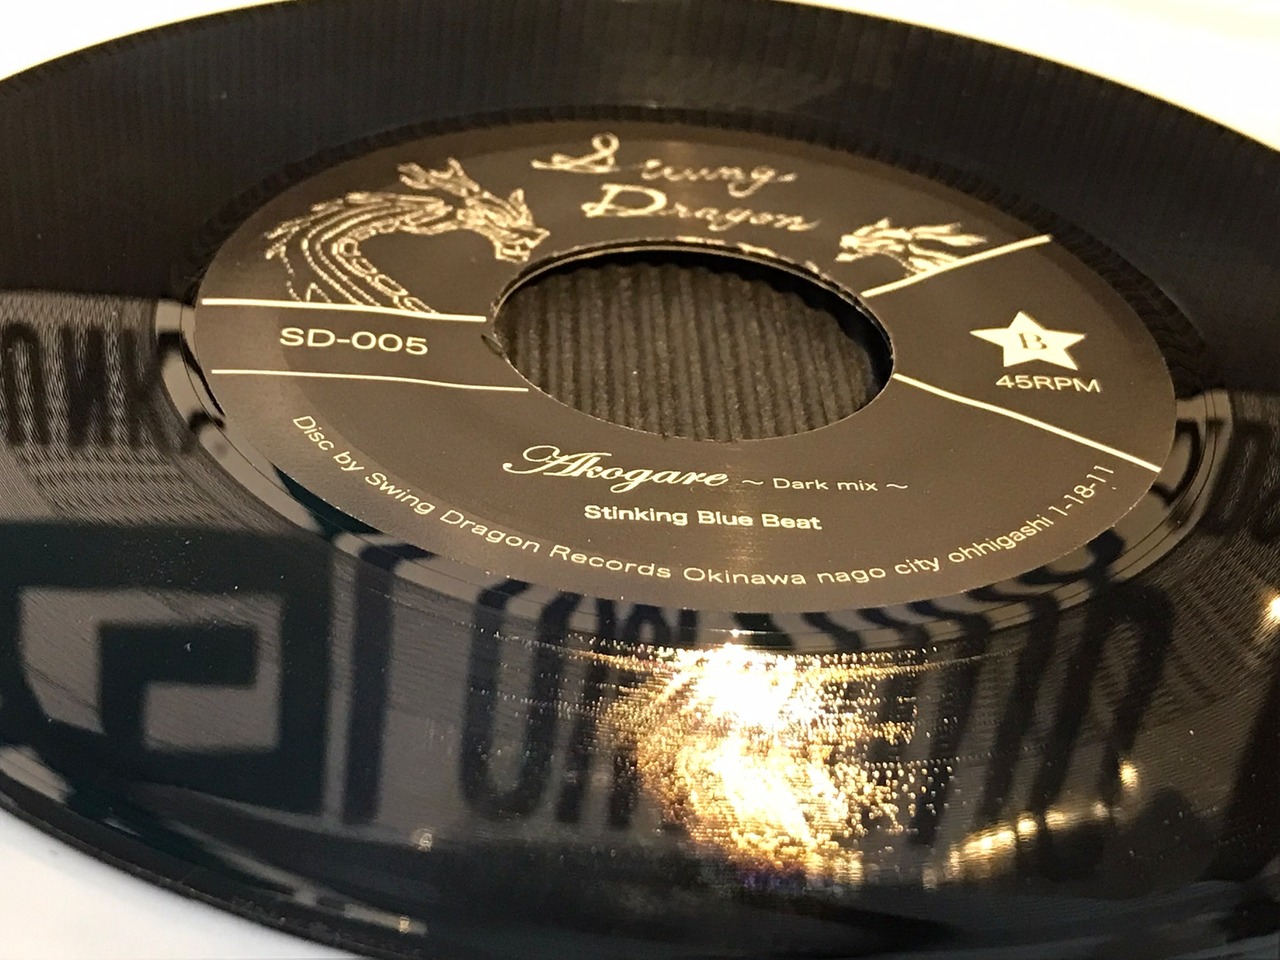 Swing
Dragon
SD-005
B
45RPM
Akogare ~ Dark mix ~
Stinking Blue Beat
Disc by Swing Dragon Records Okinawa nago city ohhigashi 1-18-11